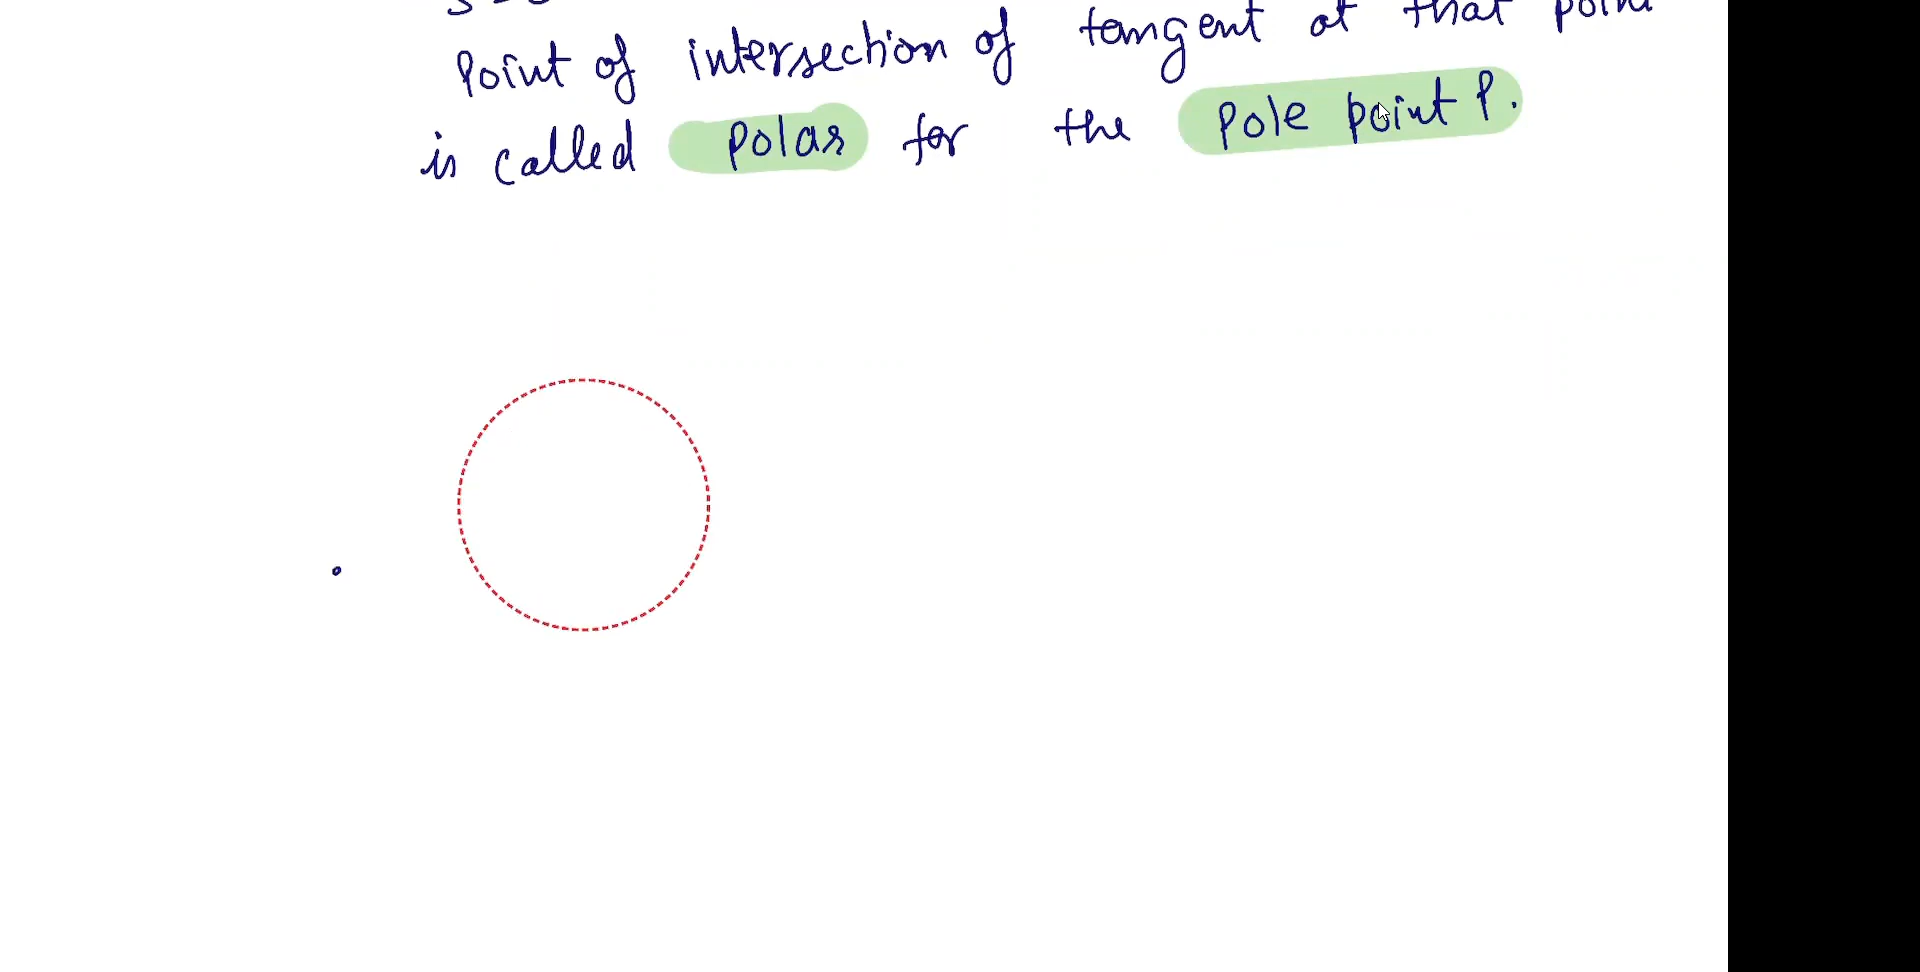 Point of intersection of tangent at that point
is called Polar for the Pole point P.